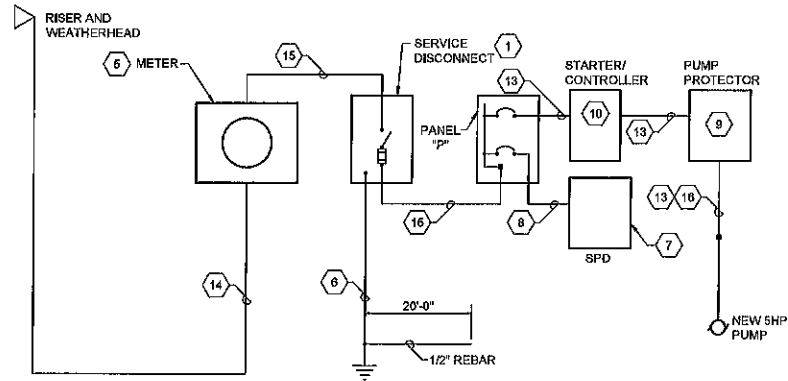 RISER AND
WEATHERHEAD
5 METER
15
SERVICE
DISCONNECT 1
13
STARTER/
CONTROLLER
PUMP
PROTECTOR
PANEL
"P"
10
13
9
15
8
SPD
7
13 16
14
6
20'-0"
1/2" REBAR
NEW 5HP
PUMP